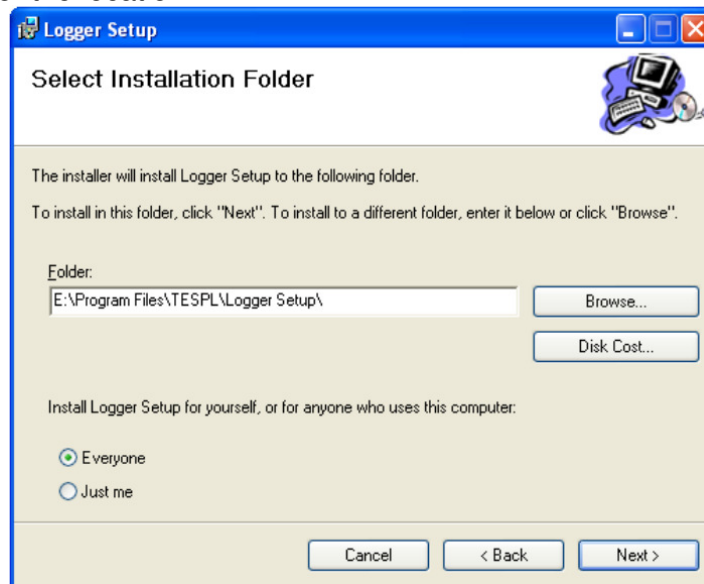 Logger Setup
Select Installation Folder
The installer will install Logger Setup to the following folder.
To install in this folder, click "Next". To install to a different folder, enter it below or click "Browse".
Folder:
E:\Program Files\TESPL\Logger Setup\
Browse...
Disk Cost...
Install Logger Setup for yourself, or for anyone who uses this computer:
Everyone
Just me
Cancel
< Back
Next >